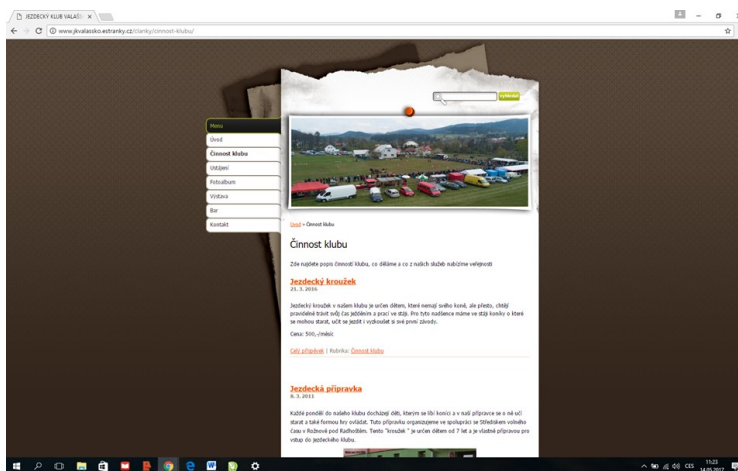 JEZDECKÝ KLUB VALAŠS
www.jkvalassko.estranky.cz/clanky/cinnost-klubu/
Vyhledat
Menu
Úvod
Činnost klubu
Ustájení
Fotoalbum
Výstava
Bar
Kontakt
Úvod » Činnost klubu
Činnost klubu
Zde najdete popis činností klubu, co děláme a co z našich služeb nabízíme veřejnosti
Jezdecký kroužek
21. 3. 2016
Jezdecký kroužek v našem klubu je určen dětem, které nemají svého koně, ale přesto, chtějí
pravidelně trávit svůj čas ježděním a prací ve stáji. Pro tyto nadšence máme ve stáji koníky o které
se mohou starat, učit se jezdit i vyzkoušet si své první závody.
Cena: 500,-/měsíc
Celý příspěvek | Rubrika: Činnost klubu
Jezdecká přípravka
8. 3. 2011
Každé pondělí do našeho klubu docházejí děti, kterým se líbí koníci a v naší přípravce se o ně učí
starat a také formou hry ovládat. Tuto přípravku organizujeme ve spolupráci se Střediskem volného
času v Rožnově pod Radhoštěm. Tento "kroužek " je určen dětem od 7 let a je vlastně přípravou pro
vstup do jezdeckého klubu.
CES
11:23
14.05.2017